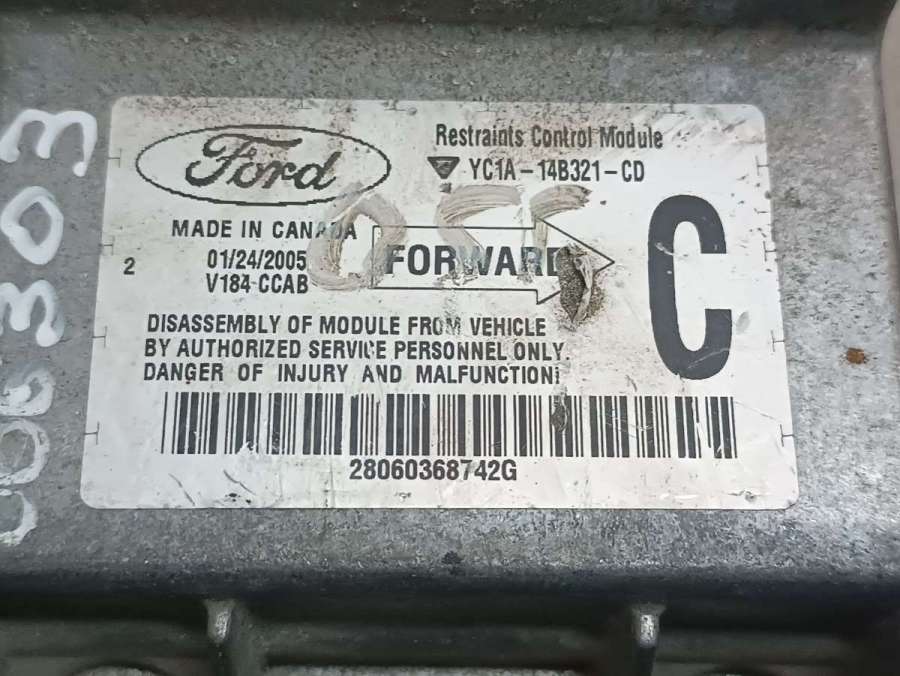 Ford
Restraints Control Module
YC1A-14B321-CD
MADE IN CANADA
01/24/2005
V184 CCAB
2
FORWARD
C
DISASSEMBLY OF MODULE FROM VEHICLE
BY AUTHORIZED SERVICE PERSONNEL ONLY.
DANGER OF INJURY AND MALFUNCTION!
28060368742G